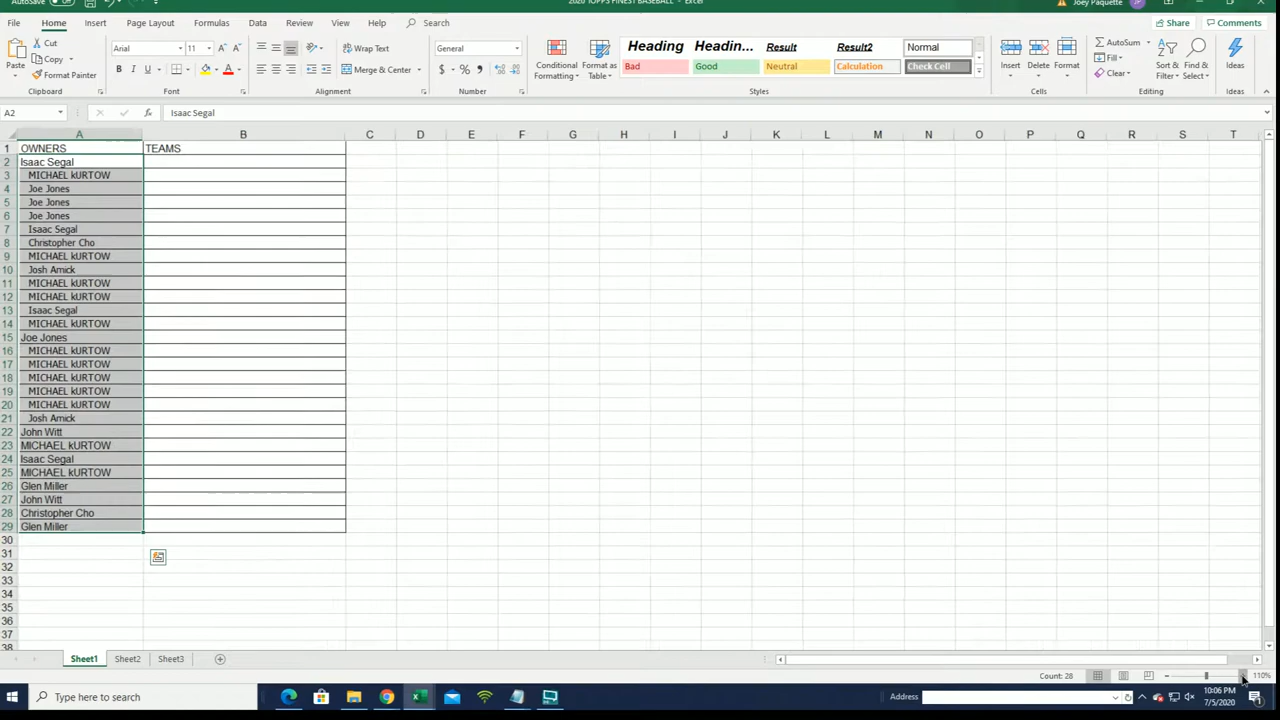 AutoSave
2020 TOPPS FINEST BASEBALL - Excel
Joey Paquette
JP
File Home Insert Page Layout Formulas Data Review View Help Search
Share Comments
Paste
Cut
Copy
Format Painter
Arial 11
Wrap Text
Merge & Center
General
Conditional Formatting
Format as Table
Heading Headin... Result Result2 Normal
Bad Good Neutral Calculation Check Cell
Insert Delete Format
AutoSum
Fill
Clear
Sort & Filter
Find & Select
Ideas
Clipboard Font Alignment Number Styles Cells Editing Ideas
A2 Isaac Segal
A B C D E F G H I J K L M N O P Q R S T
1 OWNERS TEAMS
2 Isaac Segal
3 MICHAEL kURTOW
4 Joe Jones
5 Joe Jones
6 Joe Jones
7 Isaac Segal
8 Christopher Cho
9 MICHAEL kURTOW
10 Josh Amick
11 MICHAEL kURTOW
12 MICHAEL kURTOW
13 Isaac Segal
14 MICHAEL kURTOW
15 Joe Jones
16 MICHAEL kURTOW
17 MICHAEL kURTOW
18 MICHAEL kURTOW
19 MICHAEL kURTOW
20 MICHAEL kURTOW
21 Josh Amick
22 John Witt
23 MICHAEL kURTOW
24 Isaac Segal
25 MICHAEL kURTOW
26 Glen Miller
27 John Witt
28 Christopher Cho
29 Glen Miller
30
31
32
33
34
35
36
37
38
Sheet1 Sheet2 Sheet3
Count: 28 110%
Type here to search
Address
10:06 PM
7/5/2020